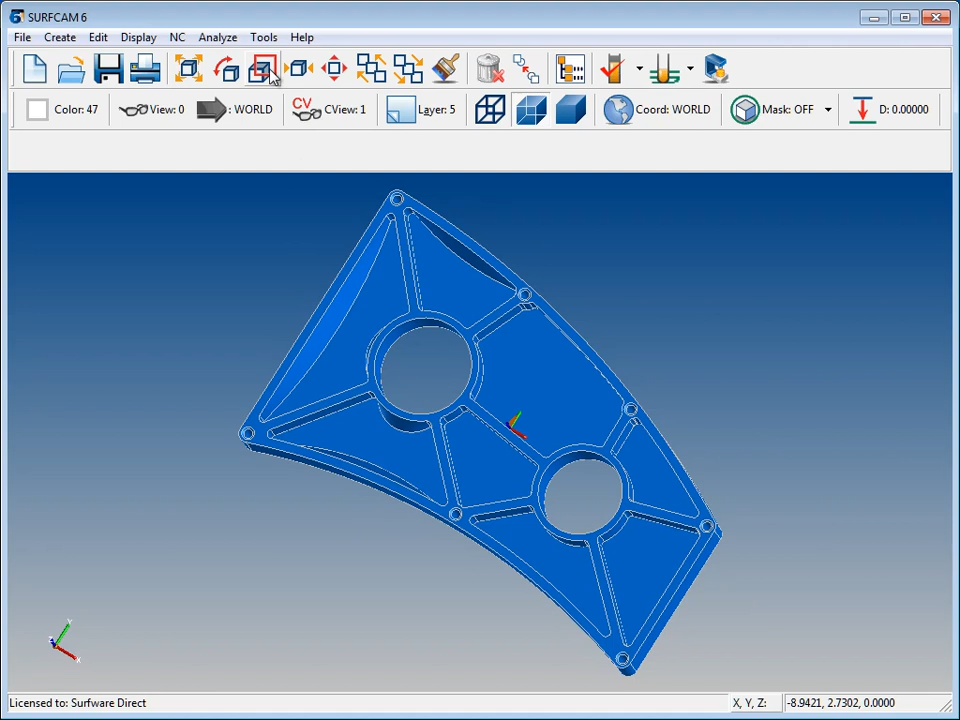 SURFCAM 6
File Create Edit Display NC Analyze Tools Help
Color: 47 View: 0 : WORLD CV CView: 1 Layer: 5 Coord: WORLD Mask: OFF D: 0.00000
Y
Z
X
Licensed to: Surfware Direct X, Y, Z: -8.9421, 2.7302, 0.0000